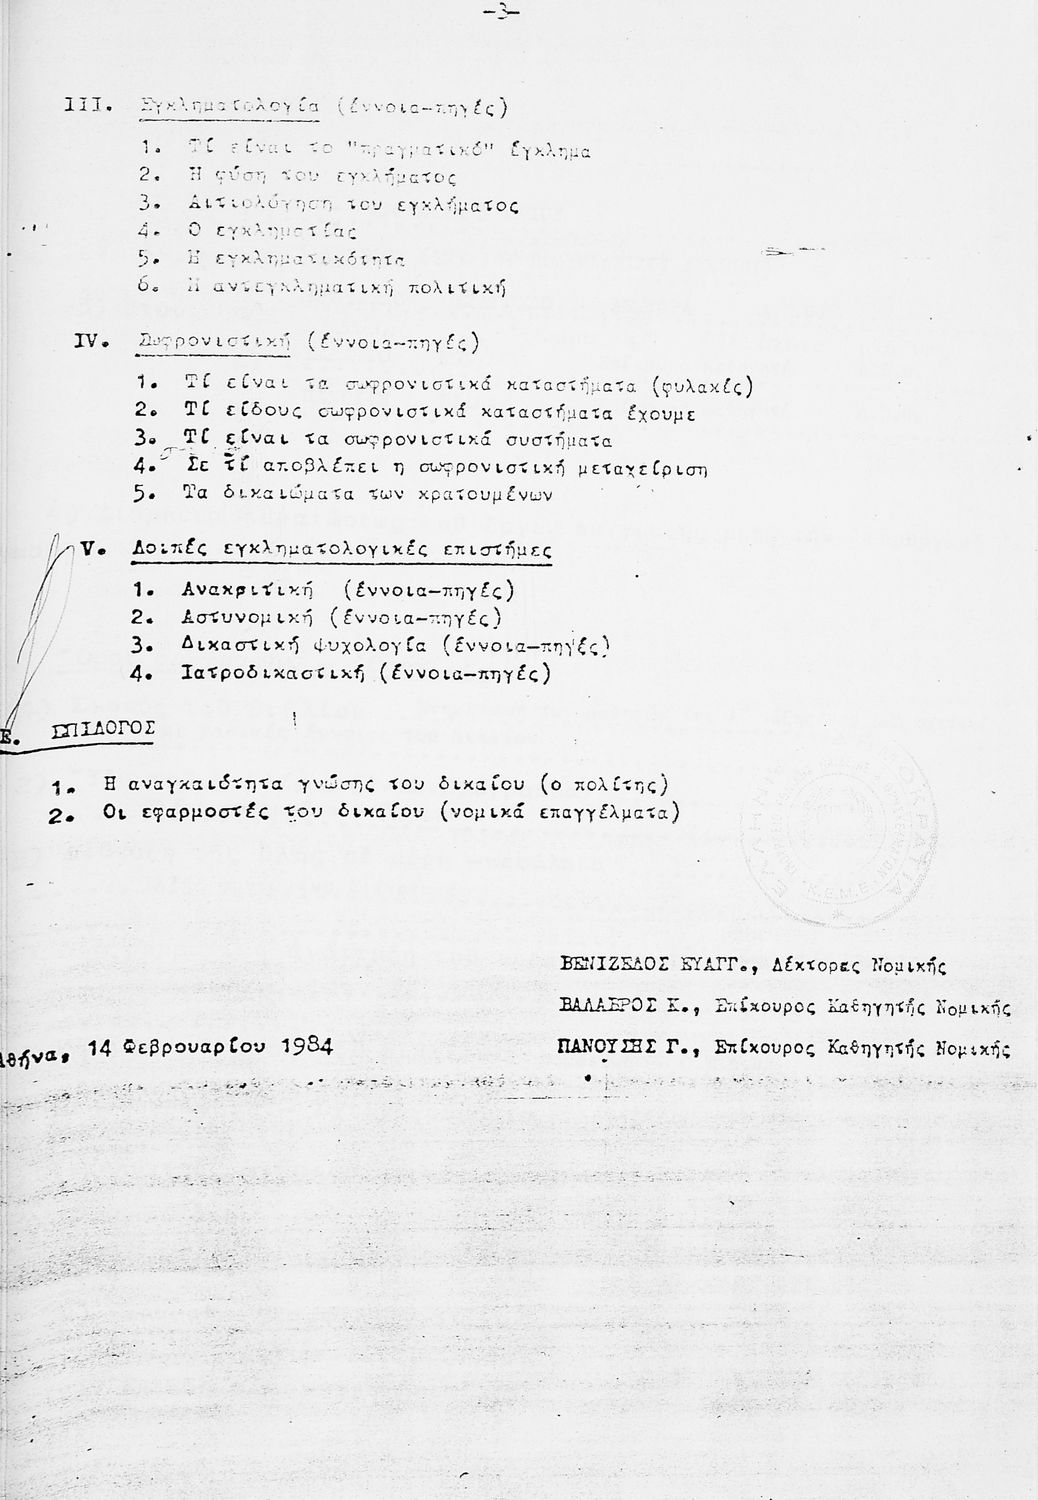 -3-
III. Εγκληματολογία (έννοια-πηγές)
1. Τί είναι το "πραγματικό" έγκλημα
2. Η φύση του εγκλήματος
3. Αιτιολόγηση του εγκλήματος
4. Ο εγκληματίας
5. Η εγκληματικότητα
6. Η αντεγκληματική πολιτική
IV. Σωφρονιστική (έννοια-πηγές)
1. Τί είναι τα σωφρονιστικά καταστήματα (φυλακές)
2. Τί είδους σωφρονιστικά καταστήματα έχουμε
3. Τί είναι τα σωφρονιστικά συστήματα
4. Σε τί αποβλέπει η σωφρονιστική μεταχείριση
5. Τα δικαιώματα των κρατουμένων
V. Λοιπές εγκληματολογικές επιστήμες
1. Ανακριτική (έννοια-πηγές)
2. Αστυνομική (έννοια-πηγές)
3. Δικαστική ψυχολογία (έννοια-πηγές)
4. Ιατροδικαστική (έννοια-πηγές)
Ε. ΕΠΙΛΟΓΟΣ
1. Η αναγκαιότητα γνώσης του δικαίου (ο πολίτης)
2. Οι εφαρμοστές του δικαίου (νομικά επαγγέλματα)
Κ.Ε.Μ.Ε.
ΒΕΝΙΖΕΛΟΣ ΕΥΑΓΓ., Λέκτορας Νομικής
ΒΑΛΛΕΡΟΣ Κ., Επίκουρος Καθηγητής Νομικής
Αθήνα, 14 Φεβρουαρίου 1984
ΠΑΝΟΥΣΗΣ Γ., Επίκουρος Καθηγητής Νομικής